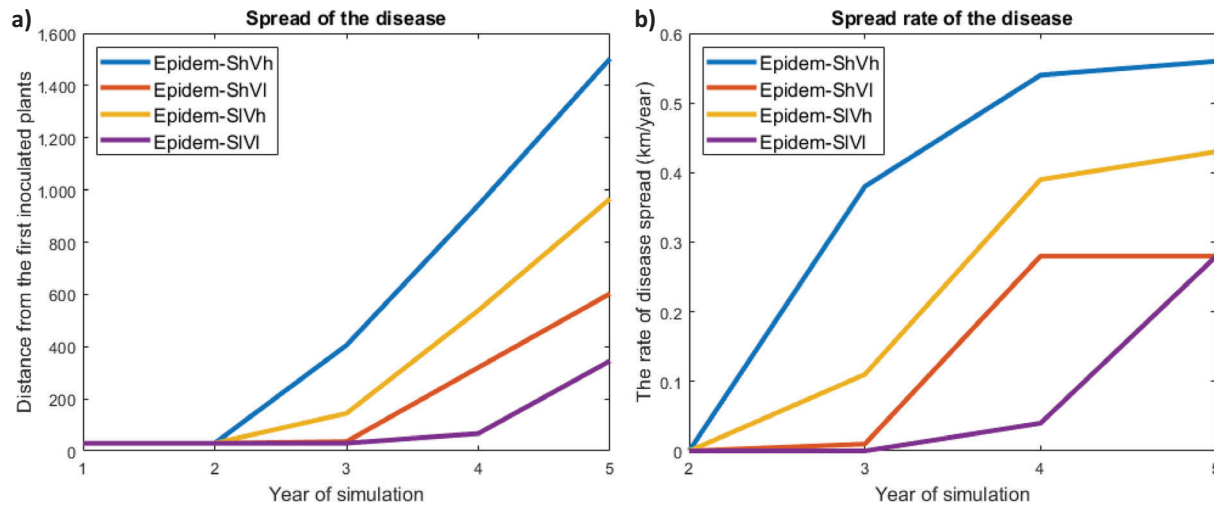 a)
Spread of the disease
1,600
1,400
1,200
1,000
800
600
400
200
0
Distance from the first inoculated plants
Epidem-ShVh
Epidem-ShVl
Epidem-SlVh
Epidem-SlVl
1 2 3 4 5
Year of simulation
b)
Spread rate of the disease
0.6
0.5
0.4
0.3
0.2
0.1
0
The rate of disease spread (km/year)
Epidem-ShVh
Epidem-ShVl
Epidem-SlVh
Epidem-SlVl
2 3 4 5
Year of simulation